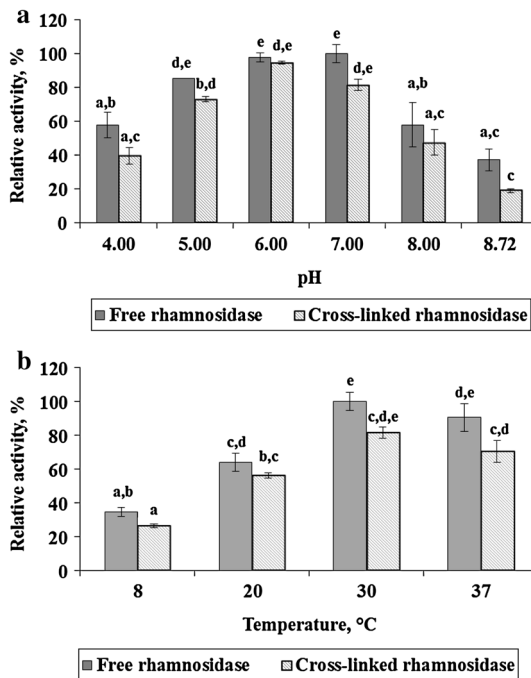 a
Relative activity, %
120
100
80
60
40
20
0
a,b
a,c
d,e
b,d
e
d,e
e
d,e
a,b
a,c
a,c
c
4.00 5.00 6.00 7.00 8.00 8.72
pH
Free rhamnosidase Cross-linked rhamnosidase
b
Relative activity, %
120
100
80
60
40
20
0
a,b
a
c,d
b,c
e
c,d,e
d,e
c,d
8 20 30 37
Temperature, °C
Free rhamnosidase Cross-linked rhamnosidase